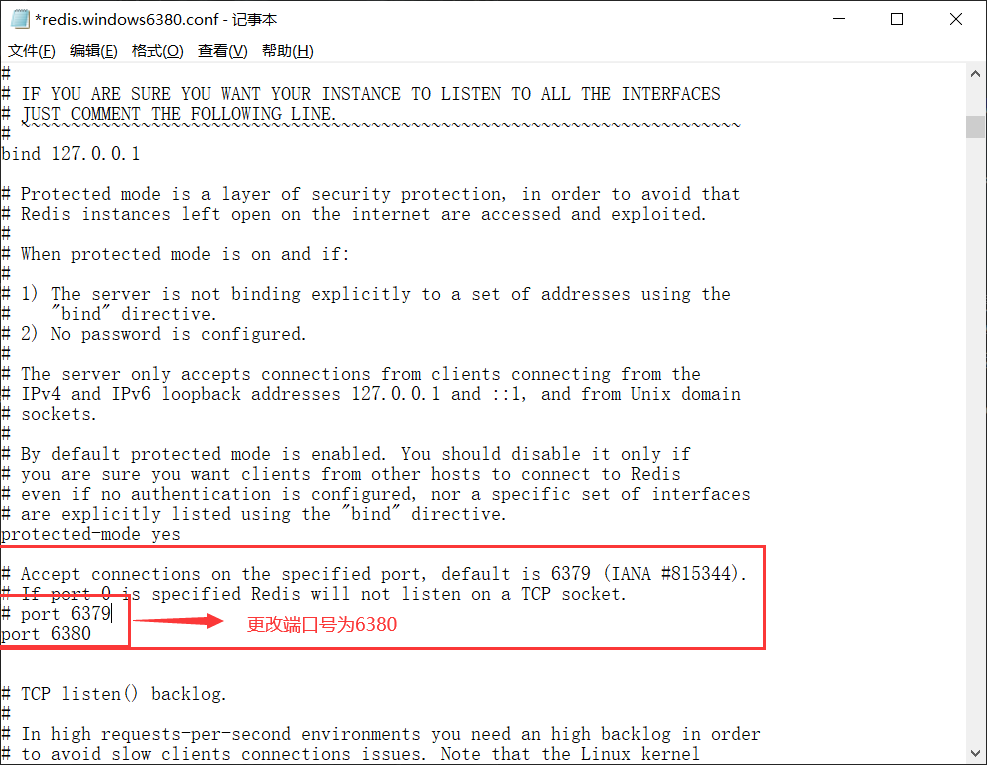 *redis.windows6380.conf - 记事本
文件(F) 编辑(E) 格式(O) 查看(V) 帮助(H)
#
# IF YOU ARE SURE YOU WANT YOUR INSTANCE TO LISTEN TO ALL THE INTERFACES
# JUST COMMENT THE FOLLOWING LINE.
# ~~~~~~~~~~~~~~~~~~~~~~~~~~~~~~~~~~~~~~~~~~~~~~~~~~~~~~~~~~~~~~~~~~~~~~~~
bind 127.0.0.1
# Protected mode is a layer of security protection, in order to avoid that
# Redis instances left open on the internet are accessed and exploited.
#
# When protected mode is on and if:
#
# 1) The server is not binding explicitly to a set of addresses using the
#    "bind" directive.
# 2) No password is configured.
#
# The server only accepts connections from clients connecting from the
# IPv4 and IPv6 loopback addresses 127.0.0.1 and ::1, and from Unix domain
# sockets.
#
# By default protected mode is enabled. You should disable it only if
# you are sure you want clients from other hosts to connect to Redis
# even if no authentication is configured, nor a specific set of interfaces
# are explicitly listed using the "bind" directive.
protected-mode yes
# Accept connections on the specified port, default is 6379 (IANA #815344).
# If port 0 is specified Redis will not listen on a TCP socket.
# port 6379
port 6380
更改端口号为6380
# TCP listen() backlog.
#
# In high requests-per-second environments you need an high backlog in order
# to avoid slow clients connections issues. Note that the Linux kernel